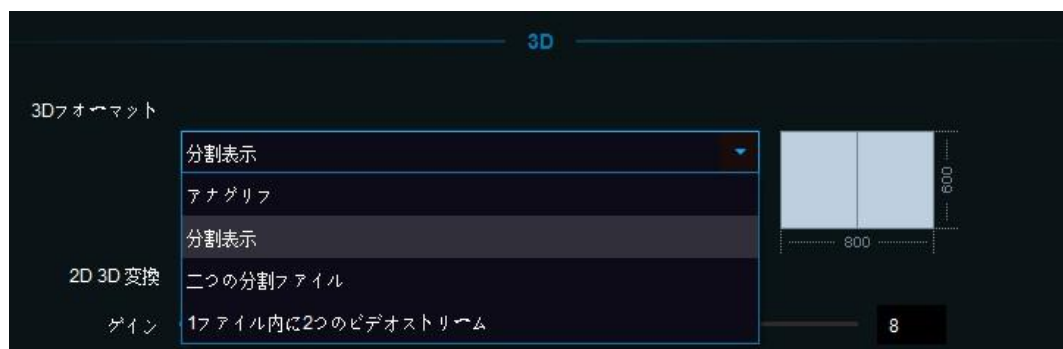 3D
3Dフォーマット
分割表示
アナグリフ
分割表示
600
800
2D 3D 変換
二つの分割ファイル
ゲイン
1ファイル内に2つのビデオストリーム
8